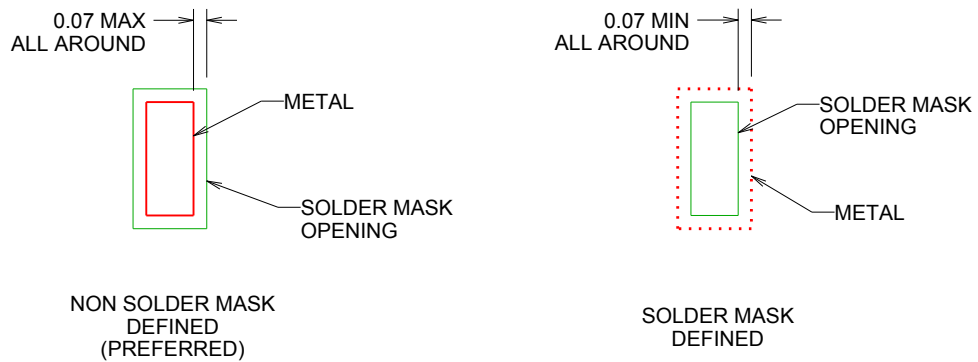 0.07 MAX
ALL AROUND
METAL
SOLDER MASK
OPENING
NON SOLDER MASK
DEFINED
(PREFERRED)
0.07 MIN
ALL AROUND
SOLDER MASK
OPENING
METAL
SOLDER MASK
DEFINED